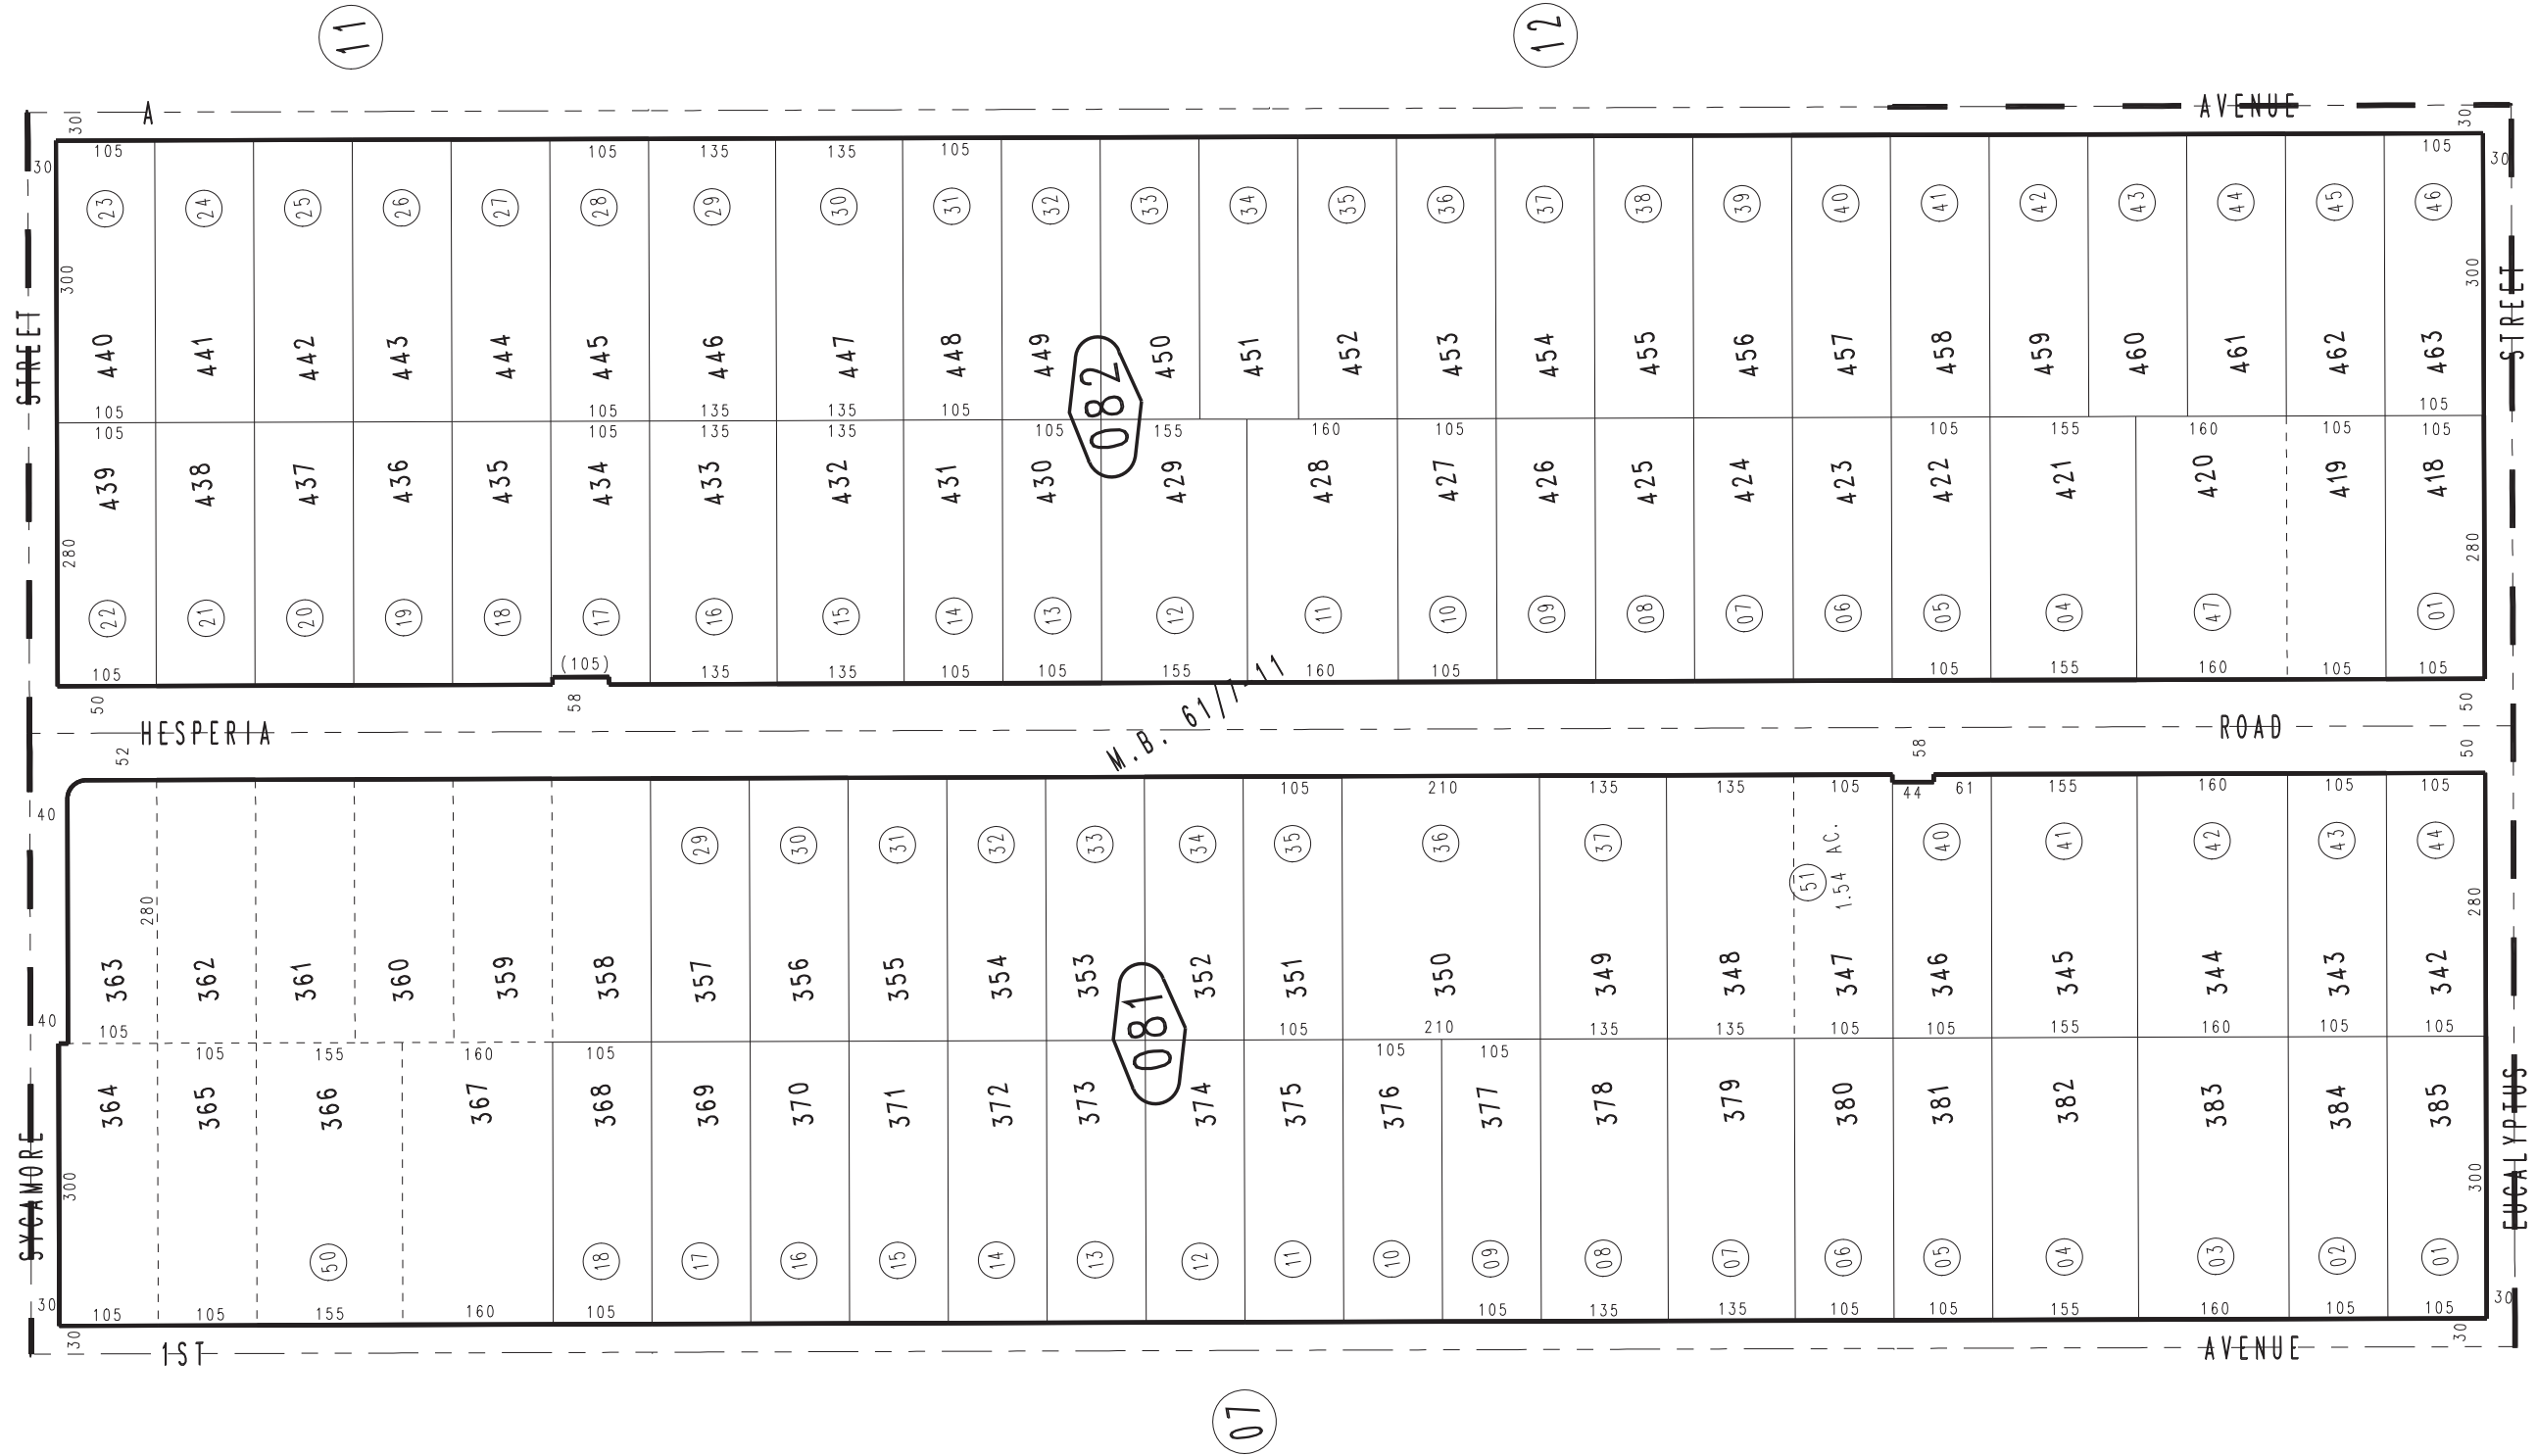 11 12
A AVENUE
30 30
30 105 105 135 135 105 105 30
23 24 25 26 27 28 29 30 31 32 33 34 35 36 37 38 39 40 41 42 43 44 45 46
300 300
STREET STREET
440 441 442 443 444 445 446 447 448 449 450 451 452 453 454 455 456 457 458 459 460 461 462 463
082
105 105 135 135 105 105
105 105 135 135 105 155 160 105 105 155 160 105 105
439 438 437 436 435 434 433 432 431 430 429 428 427 426 425 424 423 422 421 420 419 418
280 280
22 21 20 19 18 17 16 15 14 13 12 11 10 09 08 07 06 05 04 47 01
105 (105) 135 135 105 105 155 160 105 105 155 160 105 105
50 58 50
HESPERIA ROAD
M.B. 61/7-11
52 58 50
40 105 210 135 135 105 44 61 155 160 105 105
29 30 31 32 33 34 35 36 37 40 41 42 43 44
51 1.54 AC.
280 280
363 362 361 360 359 358 357 356 355 354 353 352 351 350 349 348 347 346 345 344 343 342
081
40 105 105 210 135 135 105 105 155 160 105 105
105 155 160 105 105 105
364 365 366 367 368 369 370 371 372 373 374 375 376 377 378 379 380 381 382 383 384 385
SYCAMORE EUCALYPTUS
300 300
50 18 17 16 15 14 13 12 11 10 09 08 07 06 05 04 03 02 01
30 105 105 155 160 105 105 135 135 105 105 155 160 105 105 30
30 30
1ST AVENUE
07